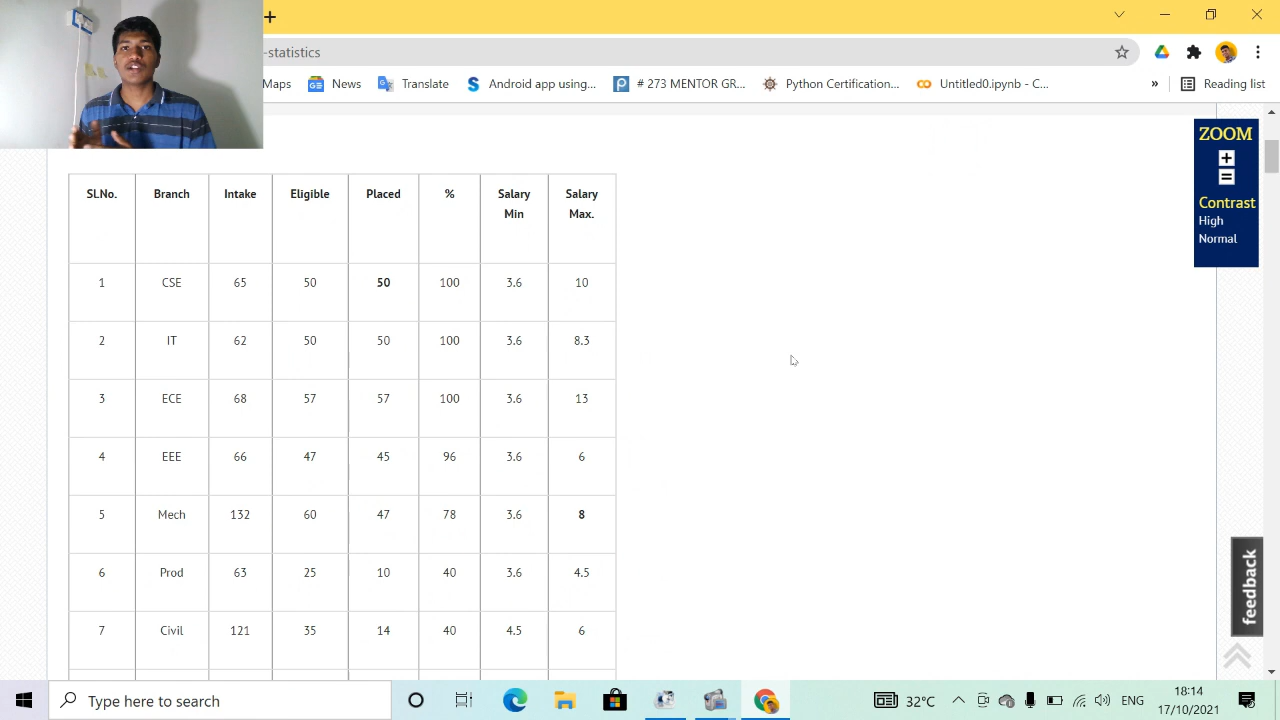 -statistics
Maps News Translate Android app using... # 273 MENTOR GR... Python Certification... Untitled0.ipynb - C... » Reading list
ZOOM
+
=
Contrast
High
Normal
Sl.No. Branch Intake Eligible Placed % Salary Min Salary Max.
1 CSE 65 50 50 100 3.6 10
2 IT 62 50 50 100 3.6 8.3
3 ECE 68 57 57 100 3.6 13
4 EEE 66 47 45 96 3.6 6
5 Mech 132 60 47 78 3.6 8
6 Prod 63 25 10 40 3.6 4.5
7 Civil 121 35 14 40 4.5 6
feedback
Type here to search
32°C ENG 18:14
17/10/2021